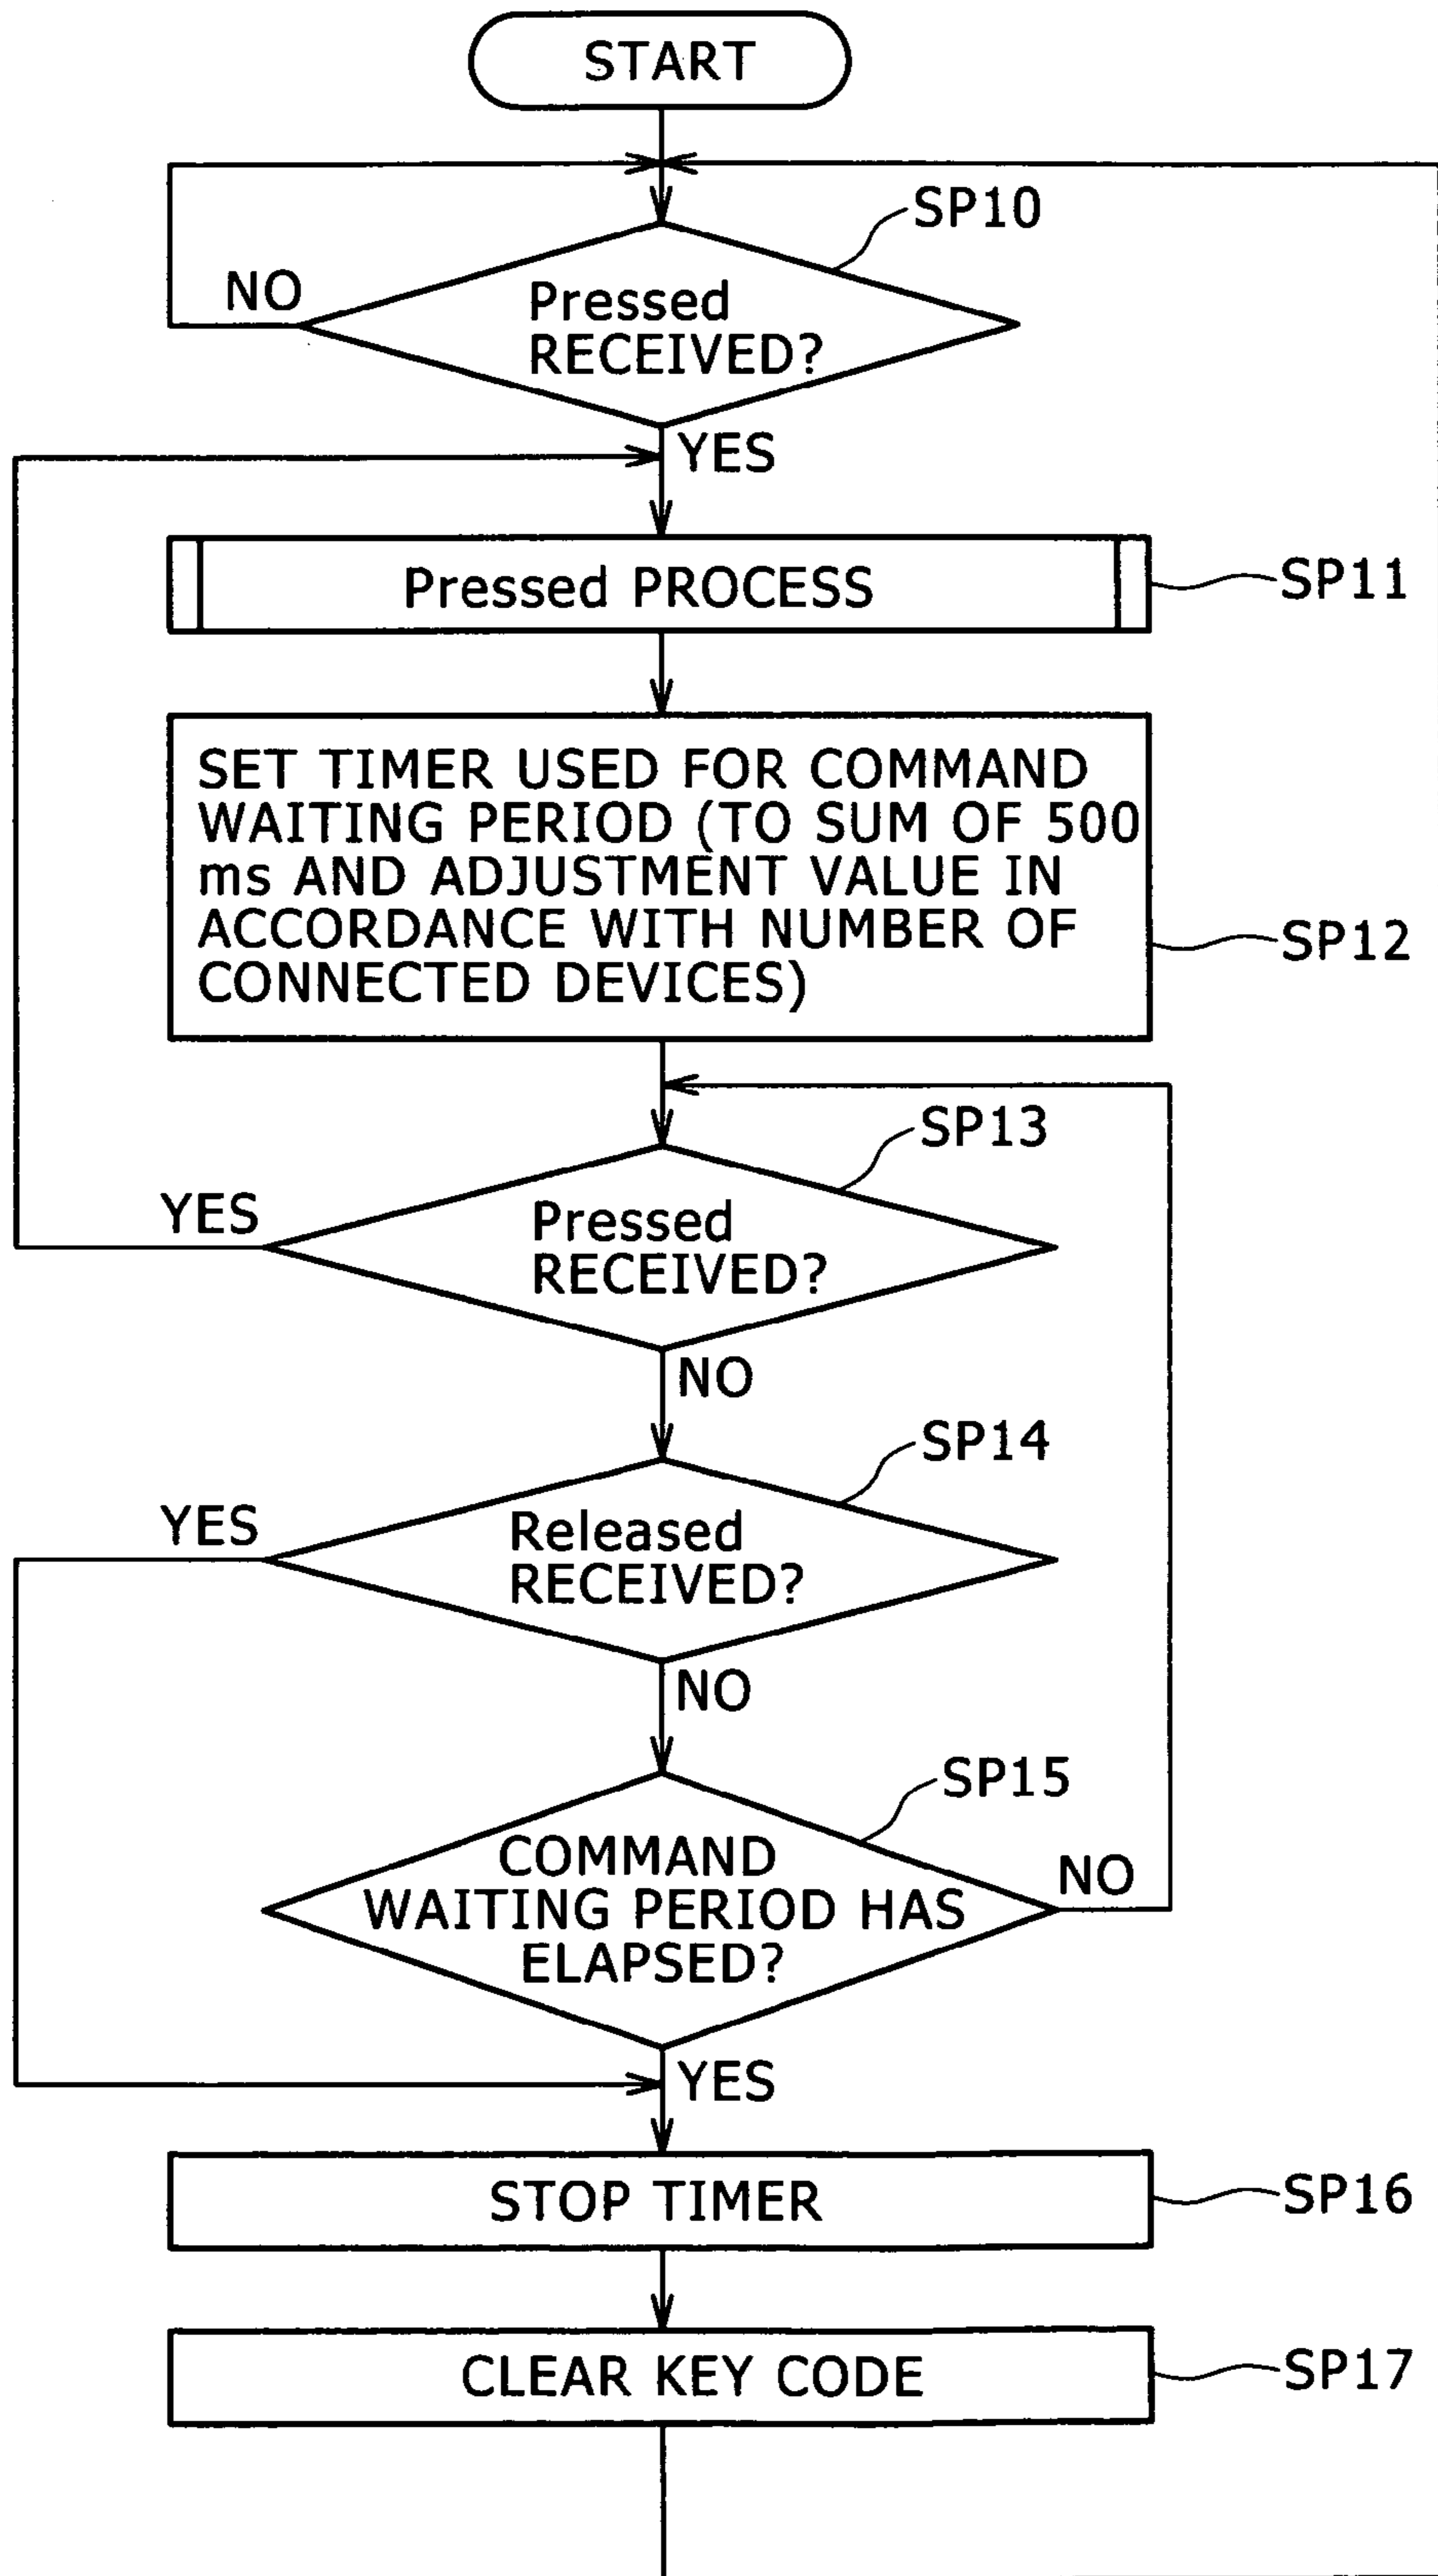 START
SP10
NO
Pressed
RECEIVED?
YES
Pressed PROCESS
SP11
SET TIMER USED FOR COMMAND
WAITING PERIOD (TO SUM OF 500
ms AND ADJUSTMENT VALUE IN
ACCORDANCE WITH NUMBER OF
CONNECTED DEVICES)
SP12
SP13
YES
Pressed
RECEIVED?
NO
SP14
YES
Released
RECEIVED?
NO
SP15
COMMAND
WAITING PERIOD HAS
ELAPSED?
NO
YES
STOP TIMER
SP16
CLEAR KEY CODE
SP17